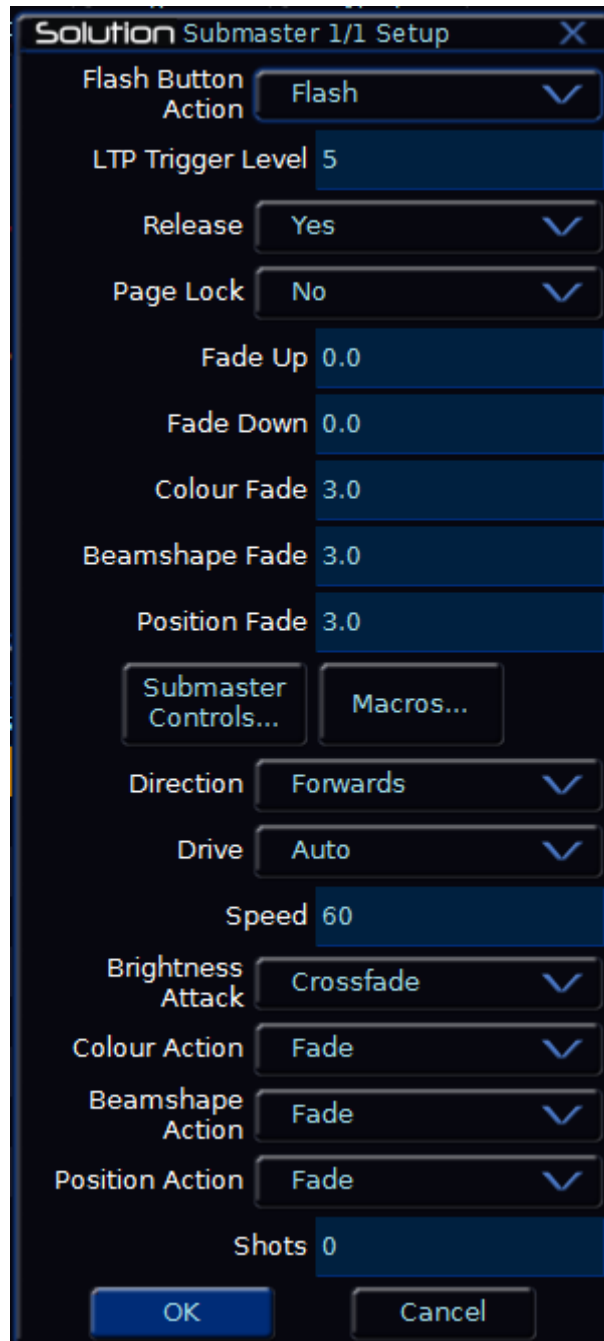 Solution Submaster 1/1 Setup
Flash Button
Action
Flash
LTP Trigger Level 5
Release Yes
Page Lock No
Fade Up 0.0
Fade Down 0.0
Colour Fade 3.0
Beamshape Fade 3.0
Position Fade 3.0
Submaster
Controls...
Macros...
Direction Forwards
Drive Auto
Speed 60
Brightness
Attack
Crossfade
Colour Action Fade
Beamshape
Action
Fade
Position Action Fade
Shots 0
OK Cancel